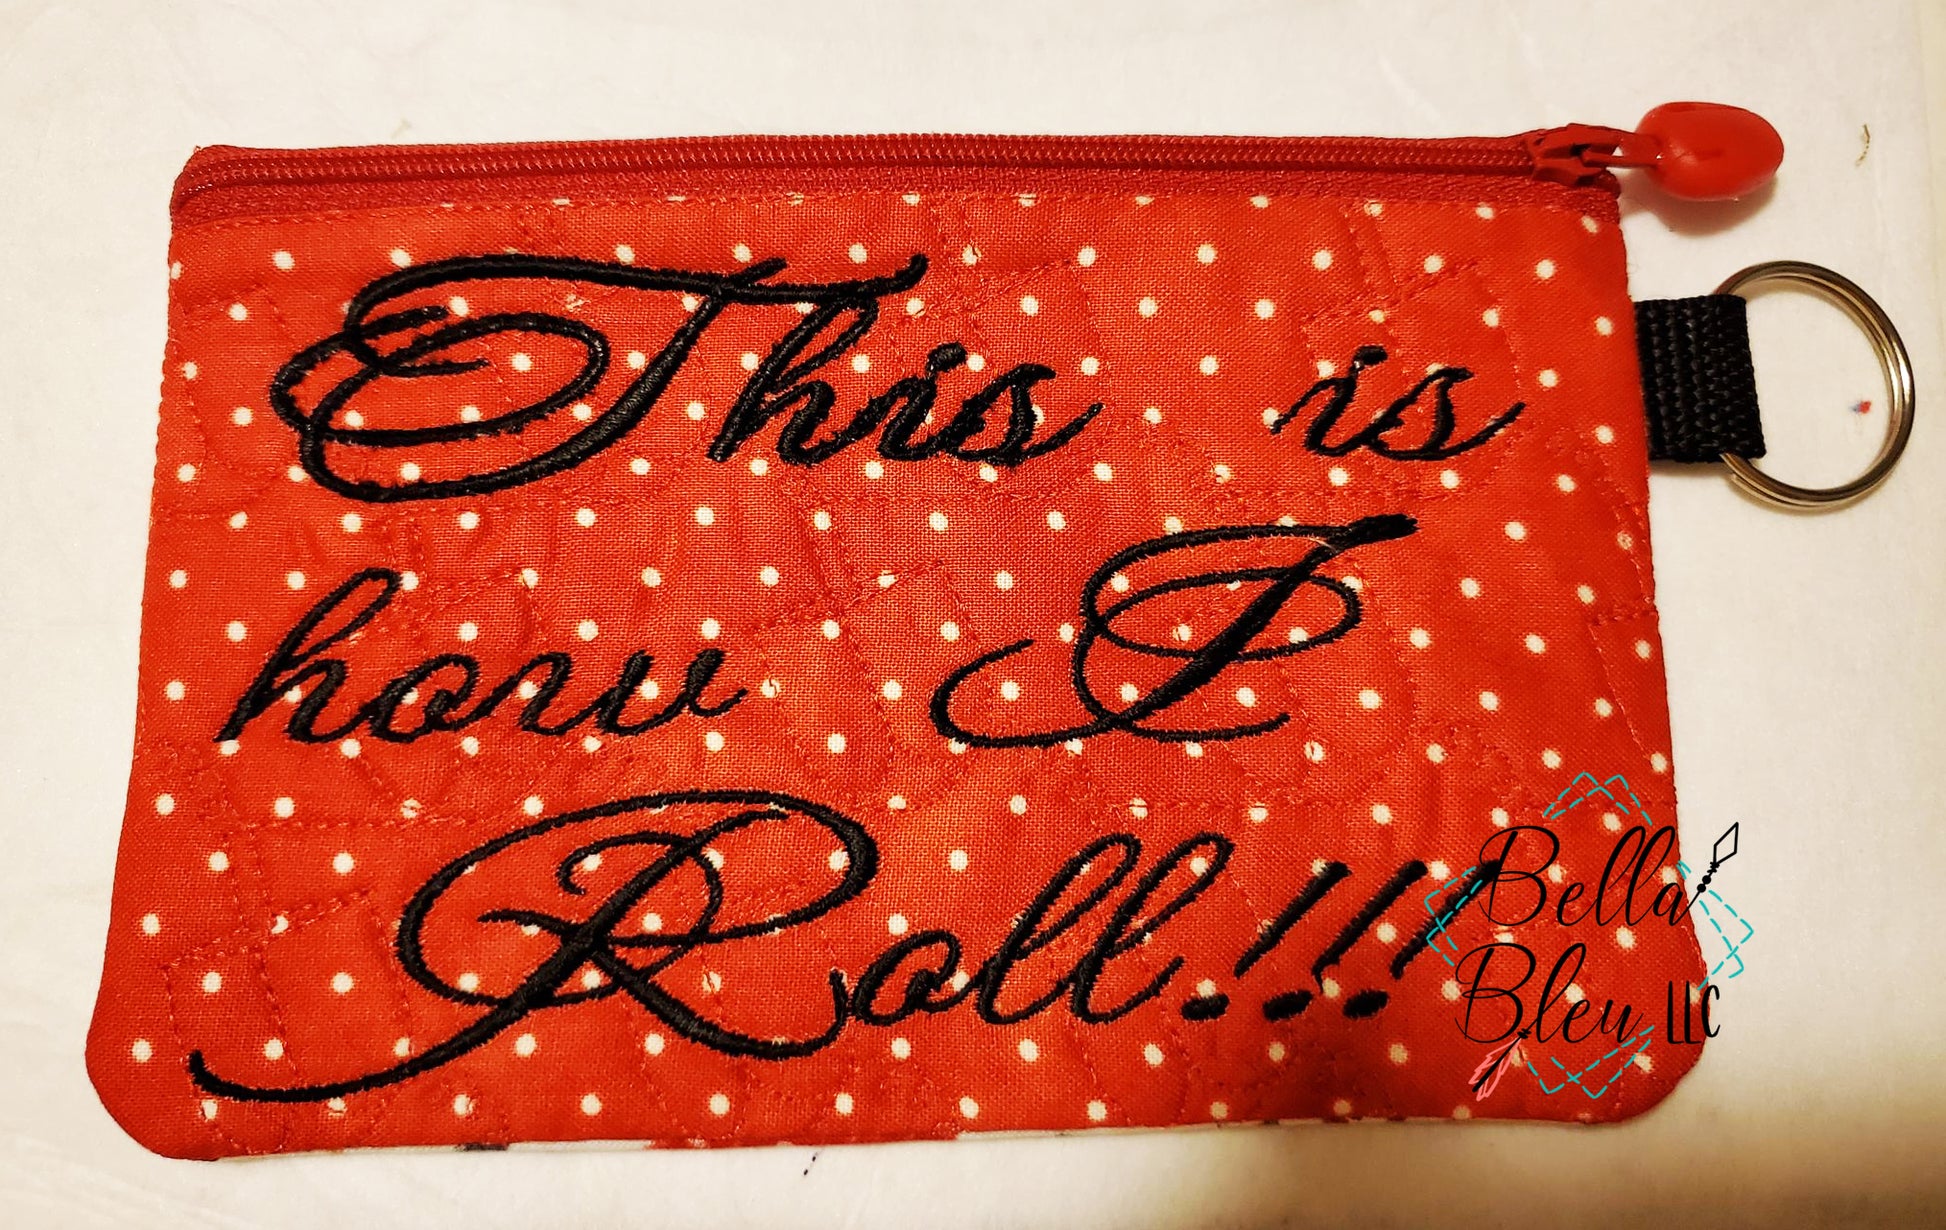 This is
how I
Roll!!!
Bella
Bleu LLC